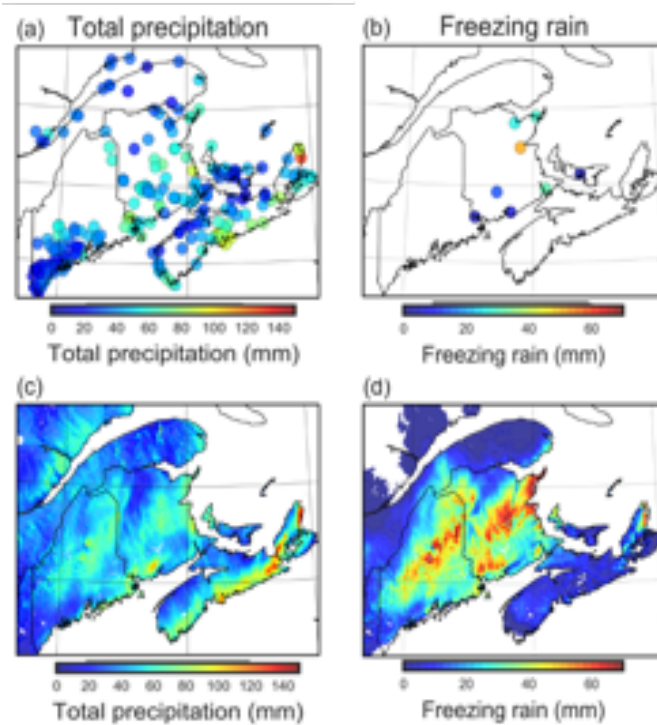 (a) Total precipitation
(b) Freezing rain
0 20 40 60 80 100 120 140
Total precipitation (mm)
0 20 40 60
Freezing rain (mm)
(c)
(d)
0 20 40 60 80 100 120 140
Total precipitation (mm)
0 20 40 60
Freezing rain (mm)